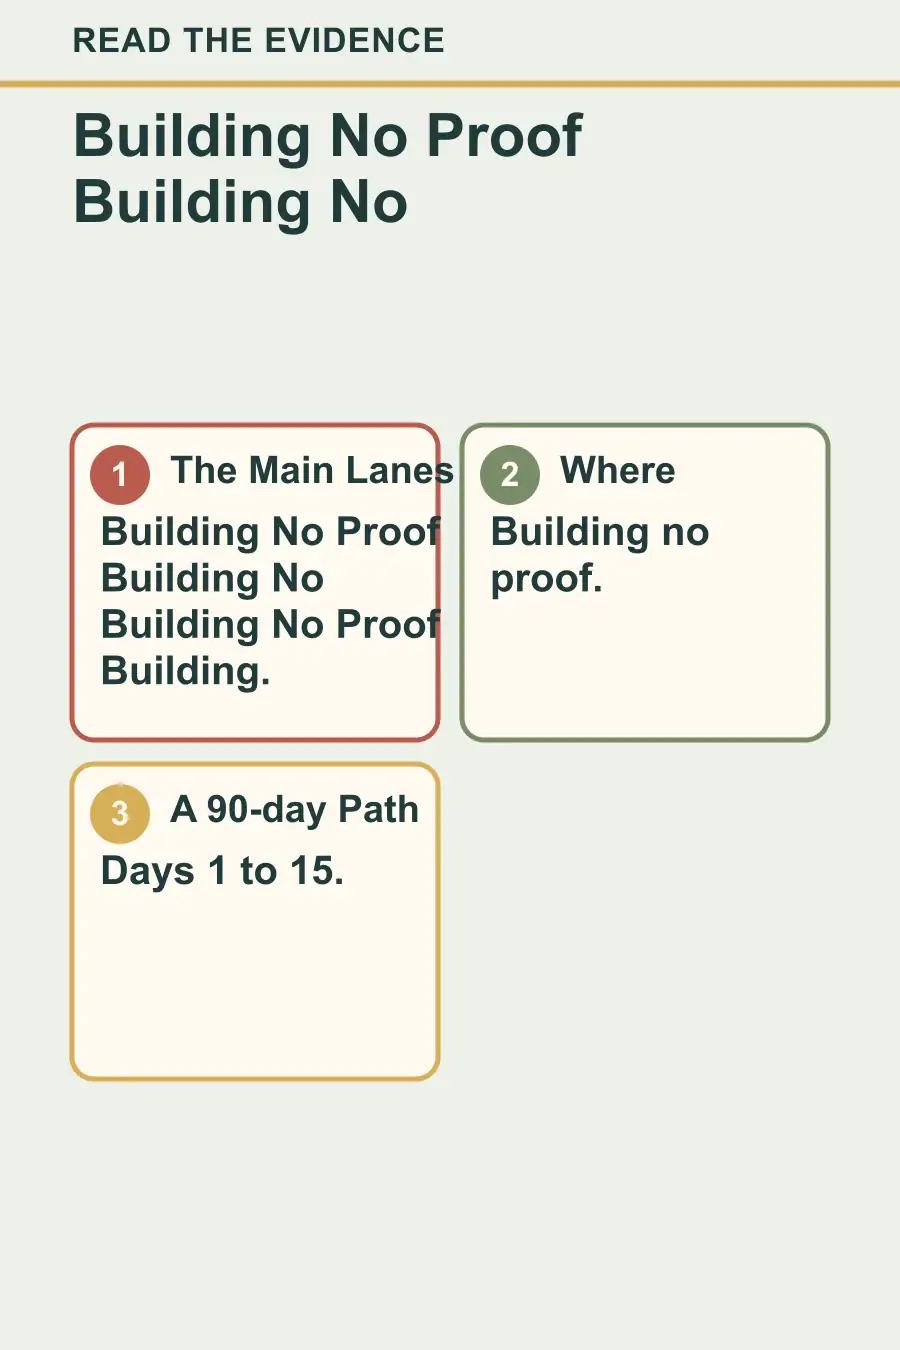 READ THE EVIDENCE
Building No Proof
Building No
1 The Main Lanes
Building No Proof
Building No
Building No Proof
Building.
2 Where
Building no
proof.
3 A 90-day Path
Days 1 to 15.